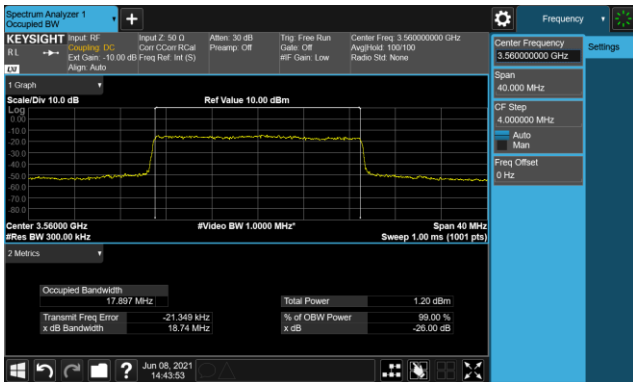 Spectrum Analyzer 1
Occupied BW
Frequency
KEYSIGHT Input: RF Input Z: 50 Ω Atten: 30 dB Trig: Free Run Center Freq: 3.560000000 GHz
RL Coupling: DC Corr CCorr RCal Preamp: Off Gate: Off Avg|Hold: 100/100
Ext Gain: -10.00 dB Freq Ref: Int (S) #IF Gain: Low Radio Std: None
LXI Align: Auto
Center Frequency Settings
3.560000000 GHz
Span
40.000 MHz
CF Step
4.000000 MHz
Auto
Man
Freq Offset
0 Hz
1 Graph
Scale/Div 10.0 dB Ref Value 10.00 dBm
Log
0.00
-10.0
-20.0
-30.0
-40.0
-50.0
-60.0
-70.0
-80.0
Center 3.56000 GHz #Video BW 1.0000 MHz* Span 40 MHz
#Res BW 300.00 kHz Sweep 1.00 ms (1001 pts)
2 Metrics
Occupied Bandwidth
17.897 MHz Total Power 1.20 dBm
Transmit Freq Error -21.349 kHz % of OBW Power 99.00 %
x dB Bandwidth 18.74 MHz x dB -26.00 dB
? Jun 08, 2021
14:43:53